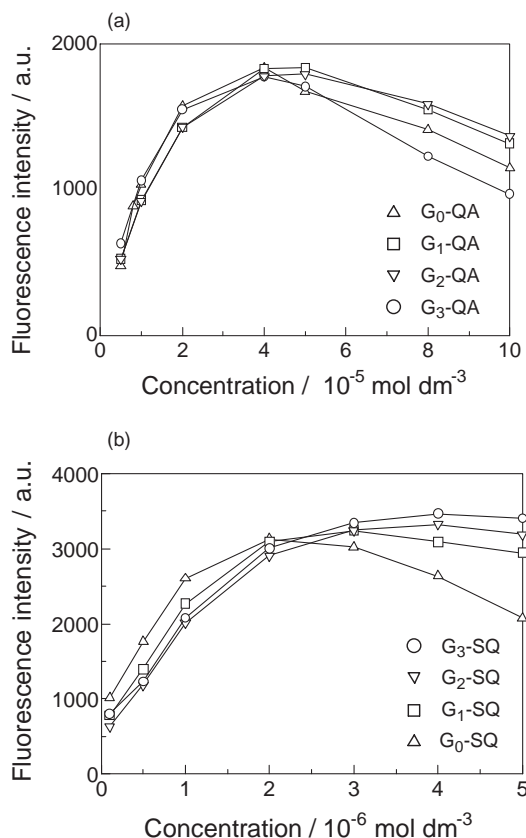 (a)
2000
1000
0
Fluorescence intensity / a.u.
△ G₀-QA
□ G₁-QA
▽ G₂-QA
○ G₃-QA
0 2 4 6 8 10
Concentration / 10⁻⁵ mol dm⁻³
(b)
4000
3000
2000
1000
0
Fluorescence intensity / a.u.
○ G₃-SQ
▽ G₂-SQ
□ G₁-SQ
△ G₀-SQ
0 1 2 3 4 5
Concentration / 10⁻⁶ mol dm⁻³